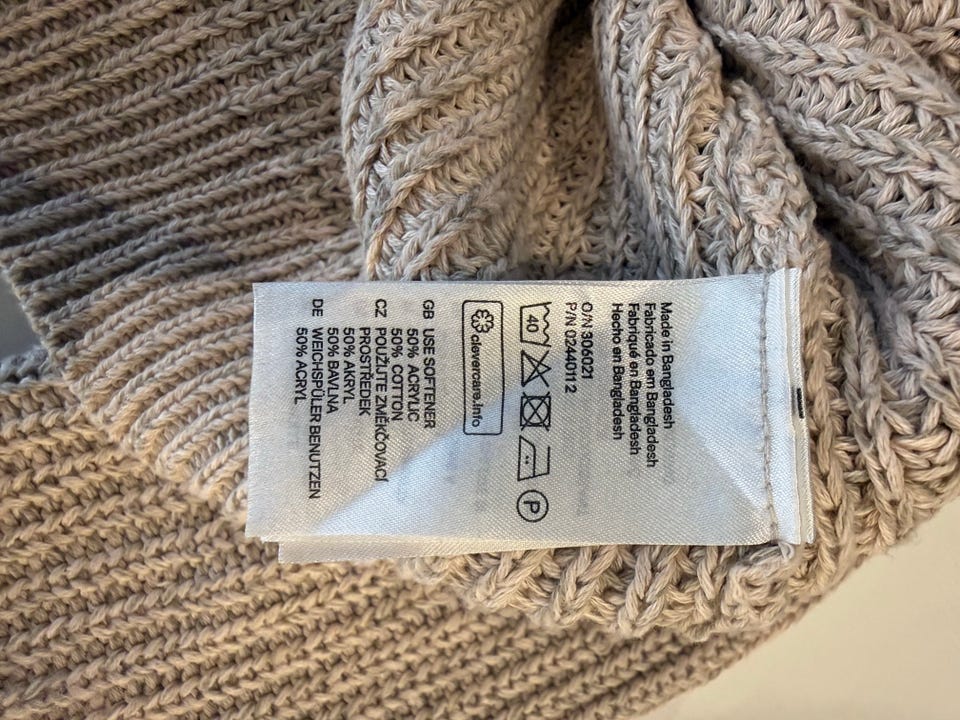 Made in Bangladesh
Fabricado em Bangladesh
Fabriqué en Bangladesh
Hecho en Bangladesh
O/N 306021
P/N 02440112
40
P
clevercare.info
GB USE SOFTENER
50% ACRYLIC
50% COTTON
CZ POUŽIJTE ZMĚKČOVACÍ
PROSTŘEDEK
50% AKRYL
50% BAVLNA
DE WEICHSPÜLER BENUTZEN
50% ACRYL